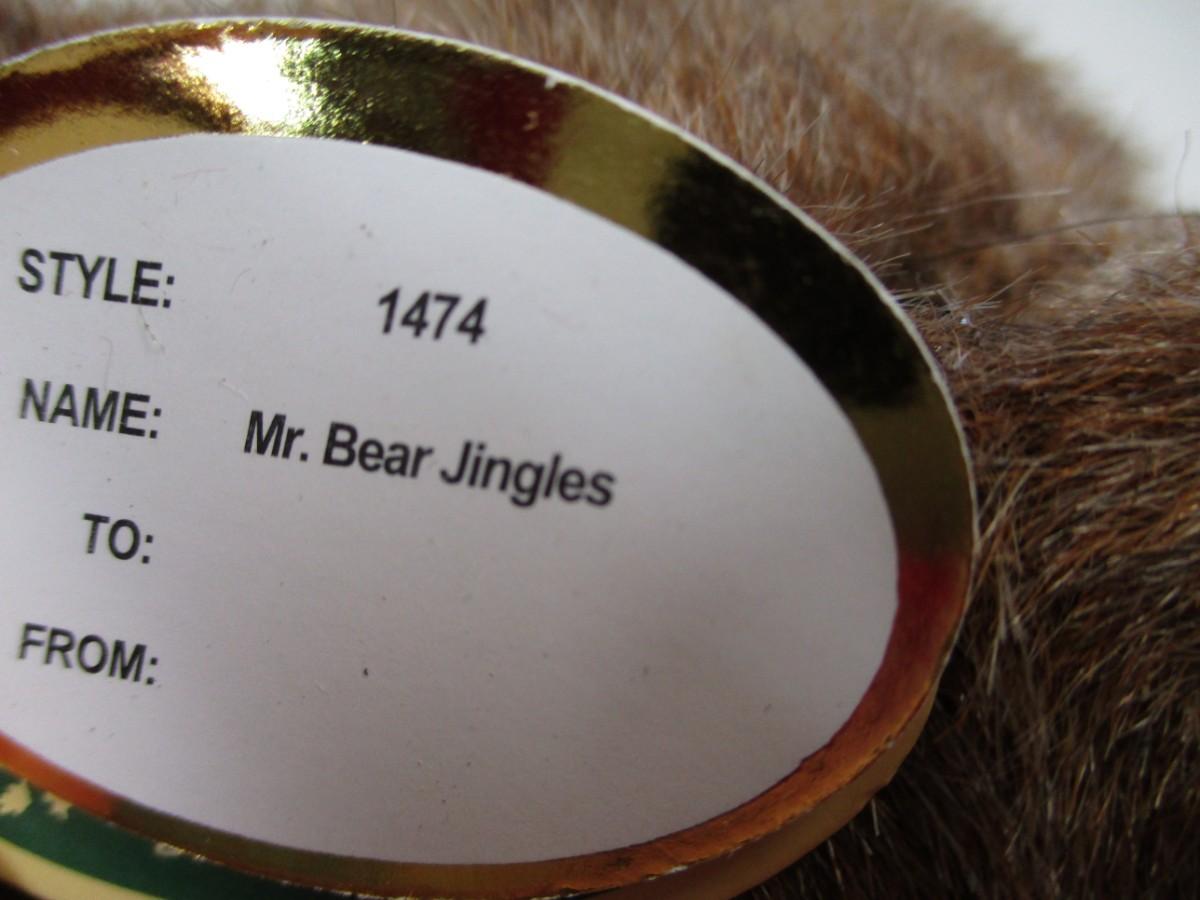 STYLE: 1474
NAME: Mr. Bear Jingles
TO:
FROM: